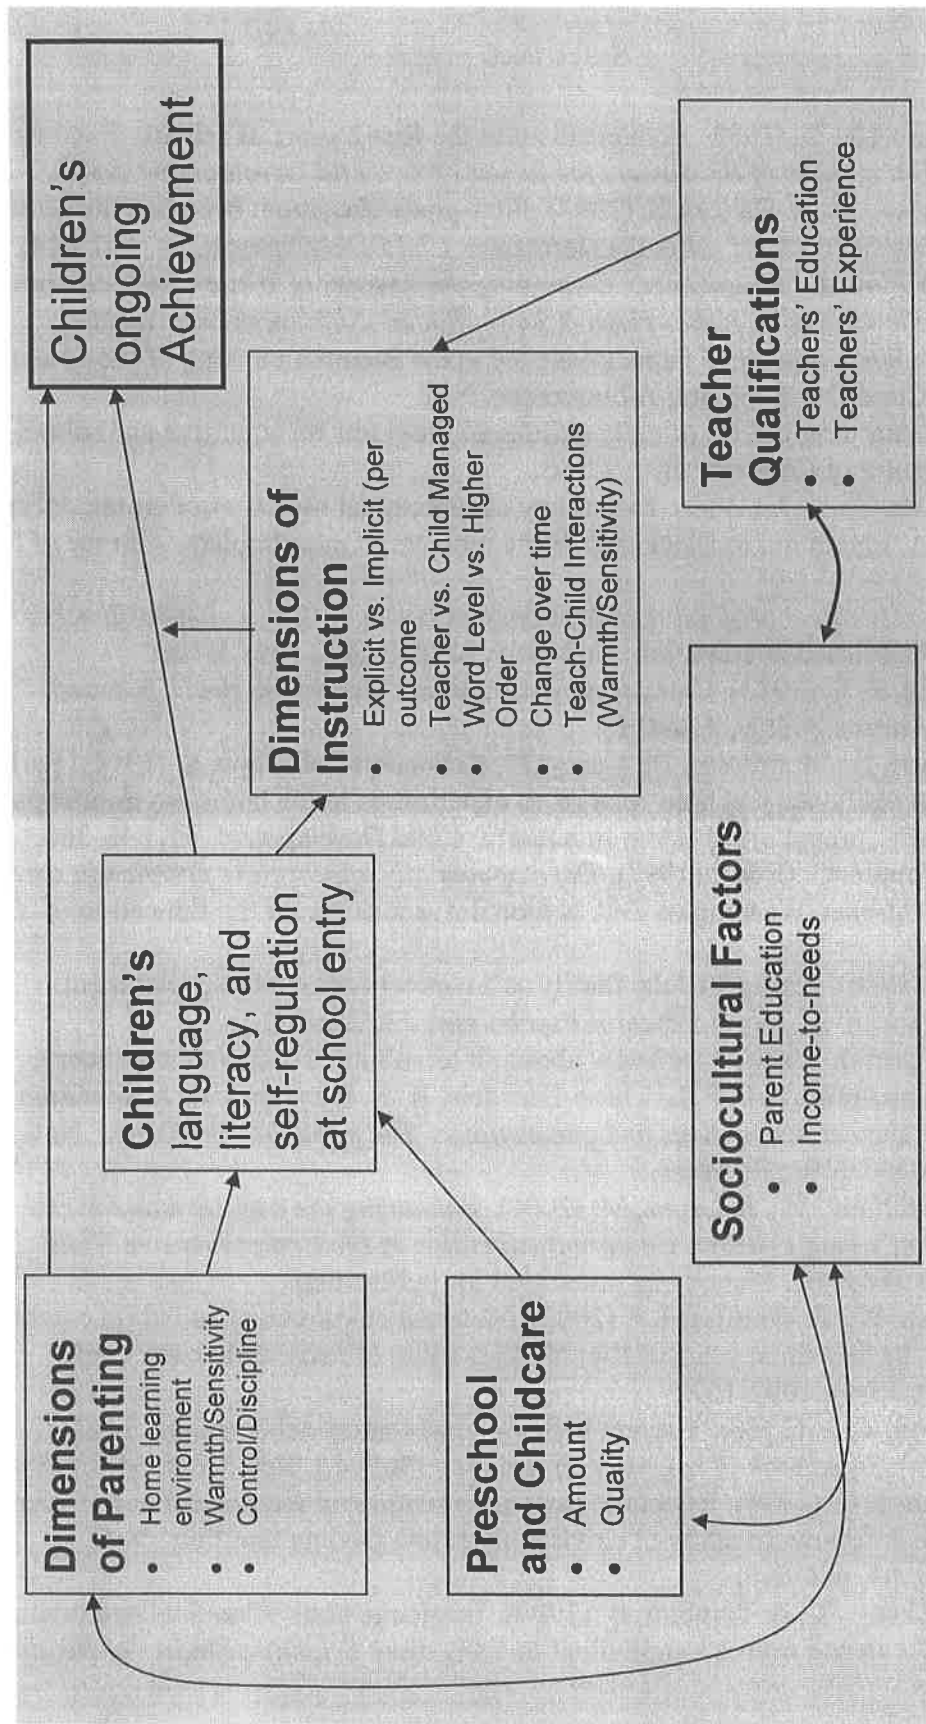 Dimensions
of Parenting
• Home learning
environment
• Warmth/Sensitivity
• Control/Discipline
Preschool
and Childcare
• Amount
• Quality
Children's
language,
literacy, and
self-regulation
at school entry
Sociocultural Factors
• Parent Education
• Income-to-needs
Dimensions of
Instruction
• Explicit vs. Implicit (per
outcome
• Teacher vs. Child Managed
• Word Level vs. Higher
Order
• Change over time
• Teach-Child Interactions
(Warmth/Sensitivity)
Children's
ongoing
Achievement
Teacher
Qualifications
• Teachers' Education
• Teachers' Experience